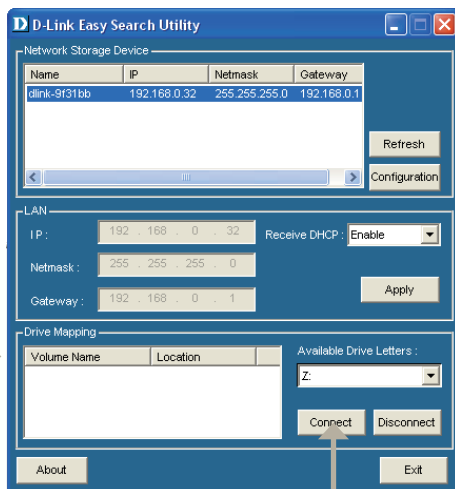 D D-Link Easy Search Utility
Network Storage Device
Name IP Netmask Gateway
dlink-9f31bb 192.168.0.32 255.255.255.0 192.168.0.1
Refresh
Configuration
LAN
IP: 192 . 168 . 0 . 32 Receive DHCP : Enable
Netmask : 255 . 255 . 255 . 0
Gateway : 192 . 168 . 0 . 1 Apply
Drive Mapping
Volume Name Location Available Drive Letters :
Z:
Connect Disconnect
About Exit